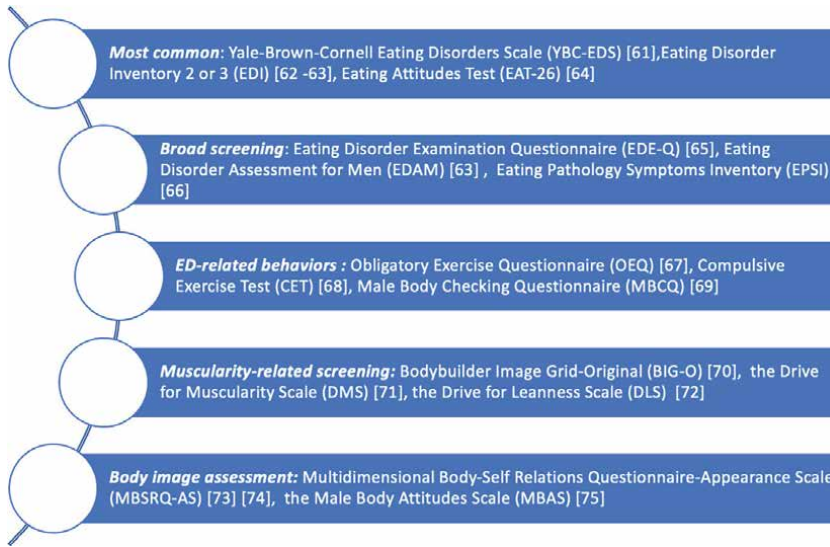 Most common: Yale-Brown-Cornell Eating Disorders Scale (YBC-EDS) [61],Eating Disorder
Inventory 2 or 3 (EDI) [62 -63], Eating Attitudes Test (EAT-26) [64]
Broad screening: Eating Disorder Examination Questionnaire (EDE-Q) [65], Eating
Disorder Assessment for Men (EDAM) [63] , Eating Pathology Symptoms Inventory (EPSI)
[66]
ED-related behaviors : Obligatory Exercise Questionnaire (OEQ) [67], Compulsive
Exercise Test (CET) [68], Male Body Checking Questionnaire (MBCQ) [69]
Muscularity-related screening: Bodybuilder Image Grid-Original (BIG-O) [70], the Drive
for Muscularity Scale (DMS) [71], the Drive for Leanness Scale (DLS) [72]
Body image assessment: Multidimensional Body-Self Relations Questionnaire-Appearance Scale
(MBSRQ-AS) [73] [74], the Male Body Attitudes Scale (MBAS) [75]